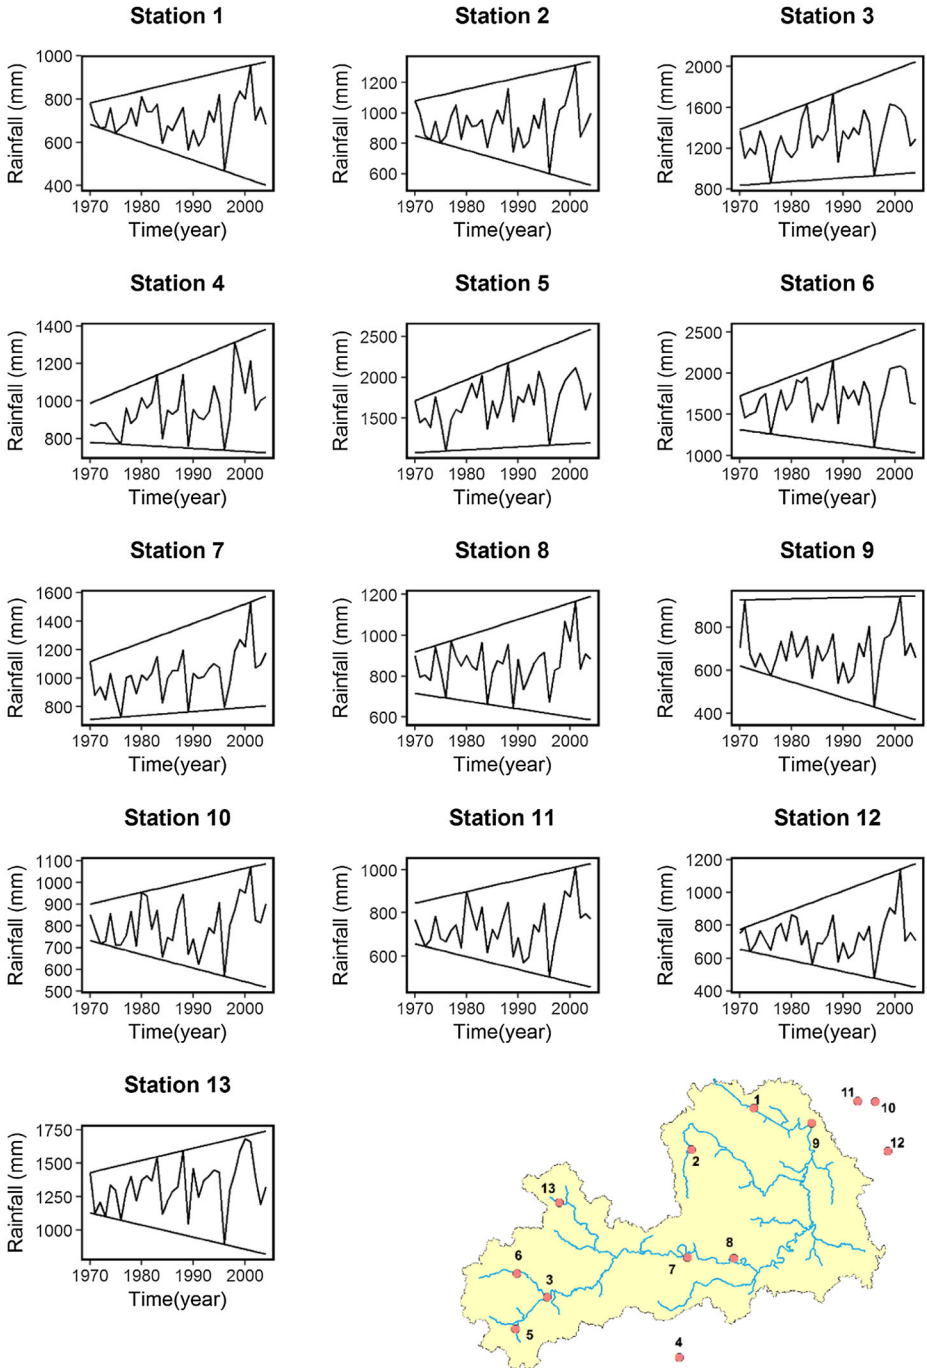 Station 1
Station 2
Station 3
Rainfall (mm)
1000
800
600
400
1970 1980 1990 2000
Time(year)
Rainfall (mm)
1200
1000
800
600
1970 1980 1990 2000
Time(year)
Rainfall (mm)
2000
1600
1200
800
1970 1980 1990 2000
Time(year)
Station 4
Station 5
Station 6
Rainfall (mm)
1400
1200
1000
800
1970 1980 1990 2000
Time(year)
Rainfall (mm)
2500
2000
1500
1970 1980 1990 2000
Time(year)
Rainfall (mm)
2500
2000
1500
1000
1970 1980 1990 2000
Time(year)
Station 7
Station 8
Station 9
Rainfall (mm)
1600
1400
1200
1000
800
1970 1980 1990 2000
Time(year)
Rainfall (mm)
1200
1000
800
600
1970 1980 1990 2000
Time(year)
Rainfall (mm)
800
600
400
1970 1980 1990 2000
Time(year)
Station 10
Station 11
Station 12
Rainfall (mm)
1100
1000
900
800
700
600
500
1970 1980 1990 2000
Time(year)
Rainfall (mm)
1000
800
600
1970 1980 1990 2000
Time(year)
Rainfall (mm)
1200
1000
800
600
400
1970 1980 1990 2000
Time(year)
Station 13
Rainfall (mm)
1750
1500
1250
1000
1970 1980 1990 2000
Time(year)
11
10
1
9
12
2
13
8
7
6
3
5
4